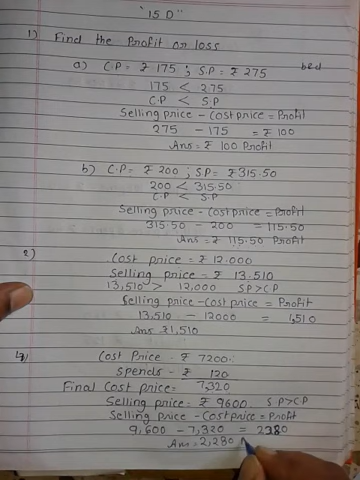 "15 D"
1) Find the Profit or loss
a) C.P = ₹ 175 ; S.P = ₹ 275
175 < 275
C.P < S.P
Selling price - Cost price = Profit
275 - 175 = ₹ 100
Ans = ₹ 100 Profit
b) C.P = ₹ 200 ; SP = ₹ 315.50
200 < 315.50
C.P < S.P
Selling price - Cost price = Profit
315.50 - 200 = 115.50
Ans = ₹ 115.50 Profit
2) Cost price = ₹ 12.000
Selling price = ₹ 13.510
13,510 > 12,000 SP > CP
Selling price - Cost price = Profit
13,510 - 12000 = 1,510
Ans ₹ 1,510
4) Cost Price - ₹ 7200
Spends - ₹ 120
Final Cost price = 7,320
Selling price = ₹ 9600 SP > CP
Selling price - Cost price = Profit
9,600 - 7,320 = 2280
Ans = 2,280